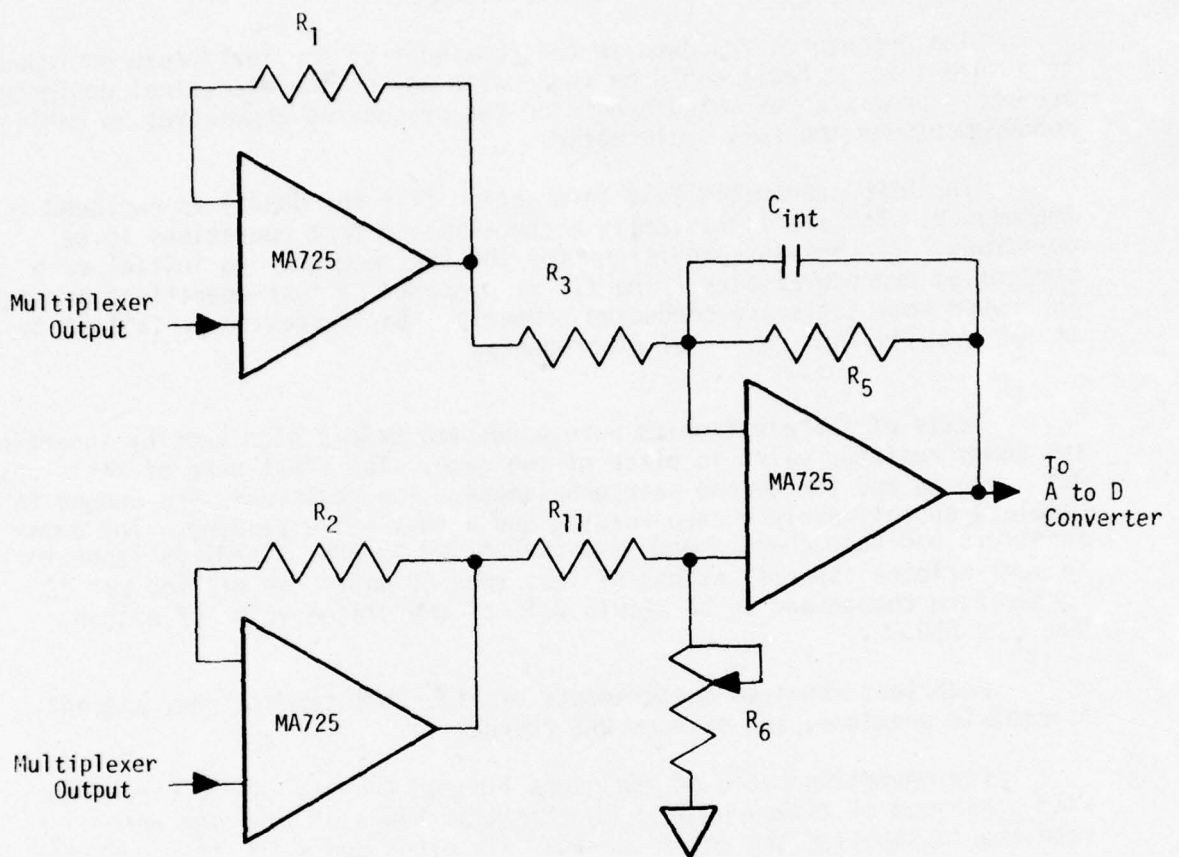 R1
MA725
Multiplexer
Output
Cint
R3
R5
MA725
To
A to D
Converter
R2
R11
MA725
R6
Multiplexer
Output